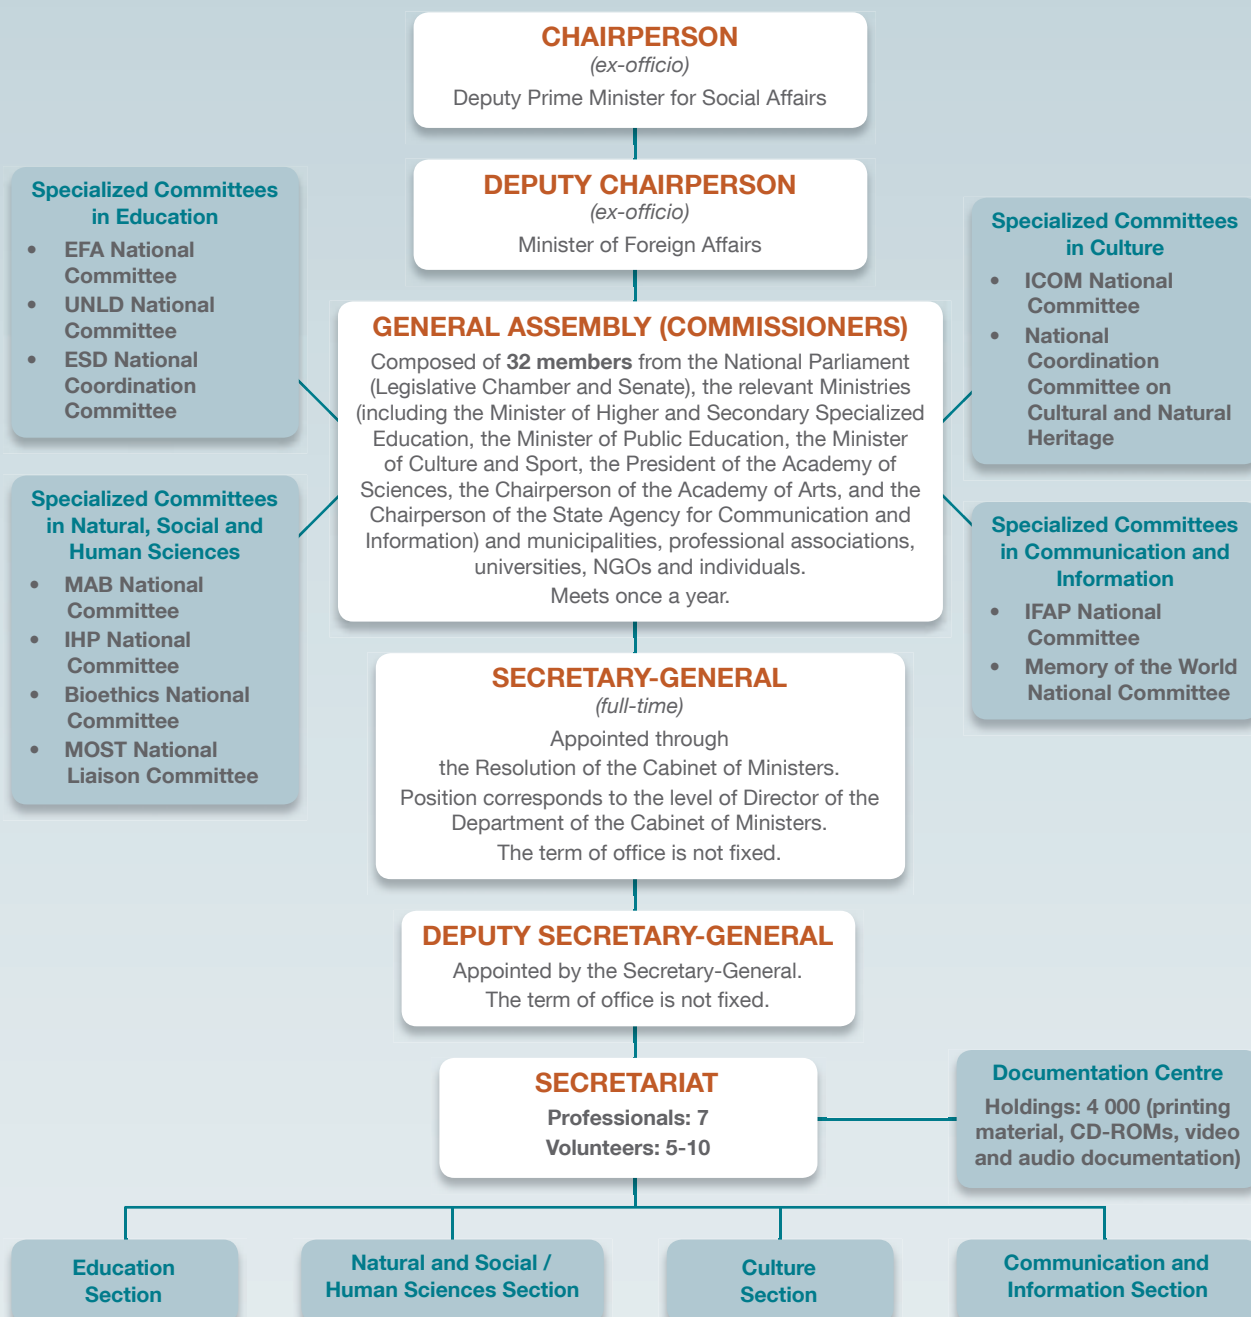 CHAIRPERSON
(ex-officio)
Deputy Prime Minister for Social Affairs
DEPUTY CHAIRPERSON
(ex-officio)
Minister of Foreign Affairs
Specialized Committees
in Education
• EFA National
Committee
• UNLD National
Committee
• ESD National
Coordination
Committee
Specialized Committees
in Culture
• ICOM National
Committee
• National
Coordination
Committee on
Cultural and Natural
Heritage
GENERAL ASSEMBLY (COMMISSIONERS)
Composed of 32 members from the National Parliament
(Legislative Chamber and Senate), the relevant Ministries
(including the Minister of Higher and Secondary Specialized
Education, the Minister of Public Education, the Minister
of Culture and Sport, the President of the Academy of
Sciences, the Chairperson of the Academy of Arts, and the
Chairperson of the State Agency for Communication and
Information) and municipalities, professional associations,
universities, NGOs and individuals.
Meets once a year.
Specialized Committees
in Natural, Social and
Human Sciences
• MAB National
Committee
• IHP National
Committee
• Bioethics National
Committee
• MOST National
Liaison Committee
Specialized Committees
in Communication and
Information
• IFAP National
Committee
• Memory of the World
National Committee
SECRETARY-GENERAL
(full-time)
Appointed through
the Resolution of the Cabinet of Ministers.
Position corresponds to the level of Director of the
Department of the Cabinet of Ministers.
The term of office is not fixed.
DEPUTY SECRETARY-GENERAL
Appointed by the Secretary-General.
The term of office is not fixed.
SECRETARIAT
Professionals: 7
Volunteers: 5-10
Documentation Centre
Holdings: 4 000 (printing
material, CD-ROMs, video
and audio documentation)
Education
Section
Natural and Social /
Human Sciences Section
Culture
Section
Communication and
Information Section